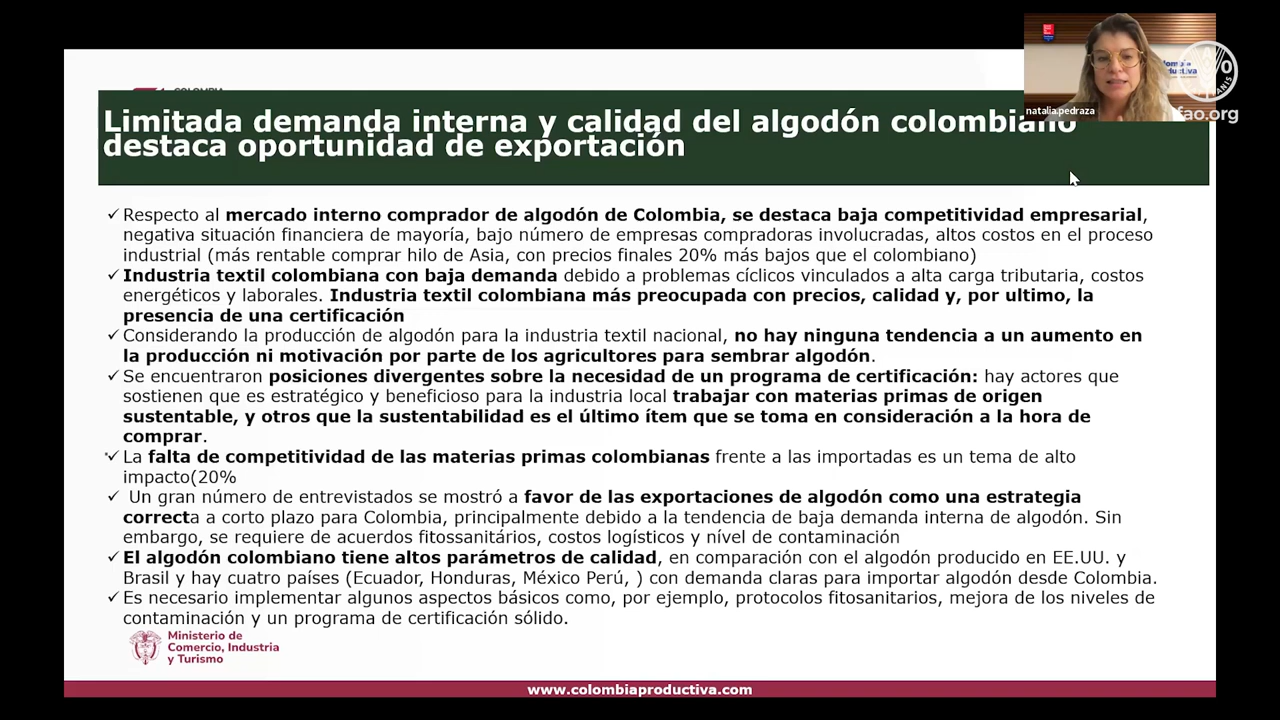 Limitada demanda interna y calidad del algodón colombiano
destaca oportunidad de exportación
natalia.pedraza
fao.org
✓ Respecto al mercado interno comprador de algodón de Colombia, se destaca baja competitividad empresarial,
negativa situación financiera de mayoría, bajo número de empresas compradoras involucradas, altos costos en el proceso
industrial (más rentable comprar hilo de Asia, con precios finales 20% más bajos que el colombiano)
✓ Industria textil colombiana con baja demanda debido a problemas cíclicos vinculados a alta carga tributaria, costos
energéticos y laborales. Industria textil colombiana más preocupada con precios, calidad y, por ultimo, la
presencia de una certificación
✓ Considerando la producción de algodón para la industria textil nacional, no hay ninguna tendencia a un aumento en
la producción ni motivación por parte de los agricultores para sembrar algodón.
✓ Se encuentraron posiciones divergentes sobre la necesidad de un programa de certificación: hay actores que
sostienen que es estratégico y beneficioso para la industria local trabajar con materias primas de origen
sustentable, y otros que la sustentabilidad es el último ítem que se toma en consideración a la hora de
comprar.
✓ La falta de competitividad de las materias primas colombianas frente a las importadas es un tema de alto
impacto(20%
✓ Un gran número de entrevistados se mostró a favor de las exportaciones de algodón como una estrategia
correcta a corto plazo para Colombia, principalmente debido a la tendencia de baja demanda interna de algodón. Sin
embargo, se requiere de acuerdos fitossanitários, costos logísticos y nível de contaminación
✓ El algodón colombiano tiene altos parámetros de calidad, en comparación con el algodón producido en EE.UU. y
Brasil y hay cuatro países (Ecuador, Honduras, México Perú, ) con demanda claras para importar algodón desde Colombia.
✓ Es necesario implementar algunos aspectos básicos como, por ejemplo, protocolos fitosanitarios, mejora de los niveles de
contaminación y un programa de certificación sólido.
Ministerio de
Comercio, Industria
y Turismo
www.colombiaproductiva.com